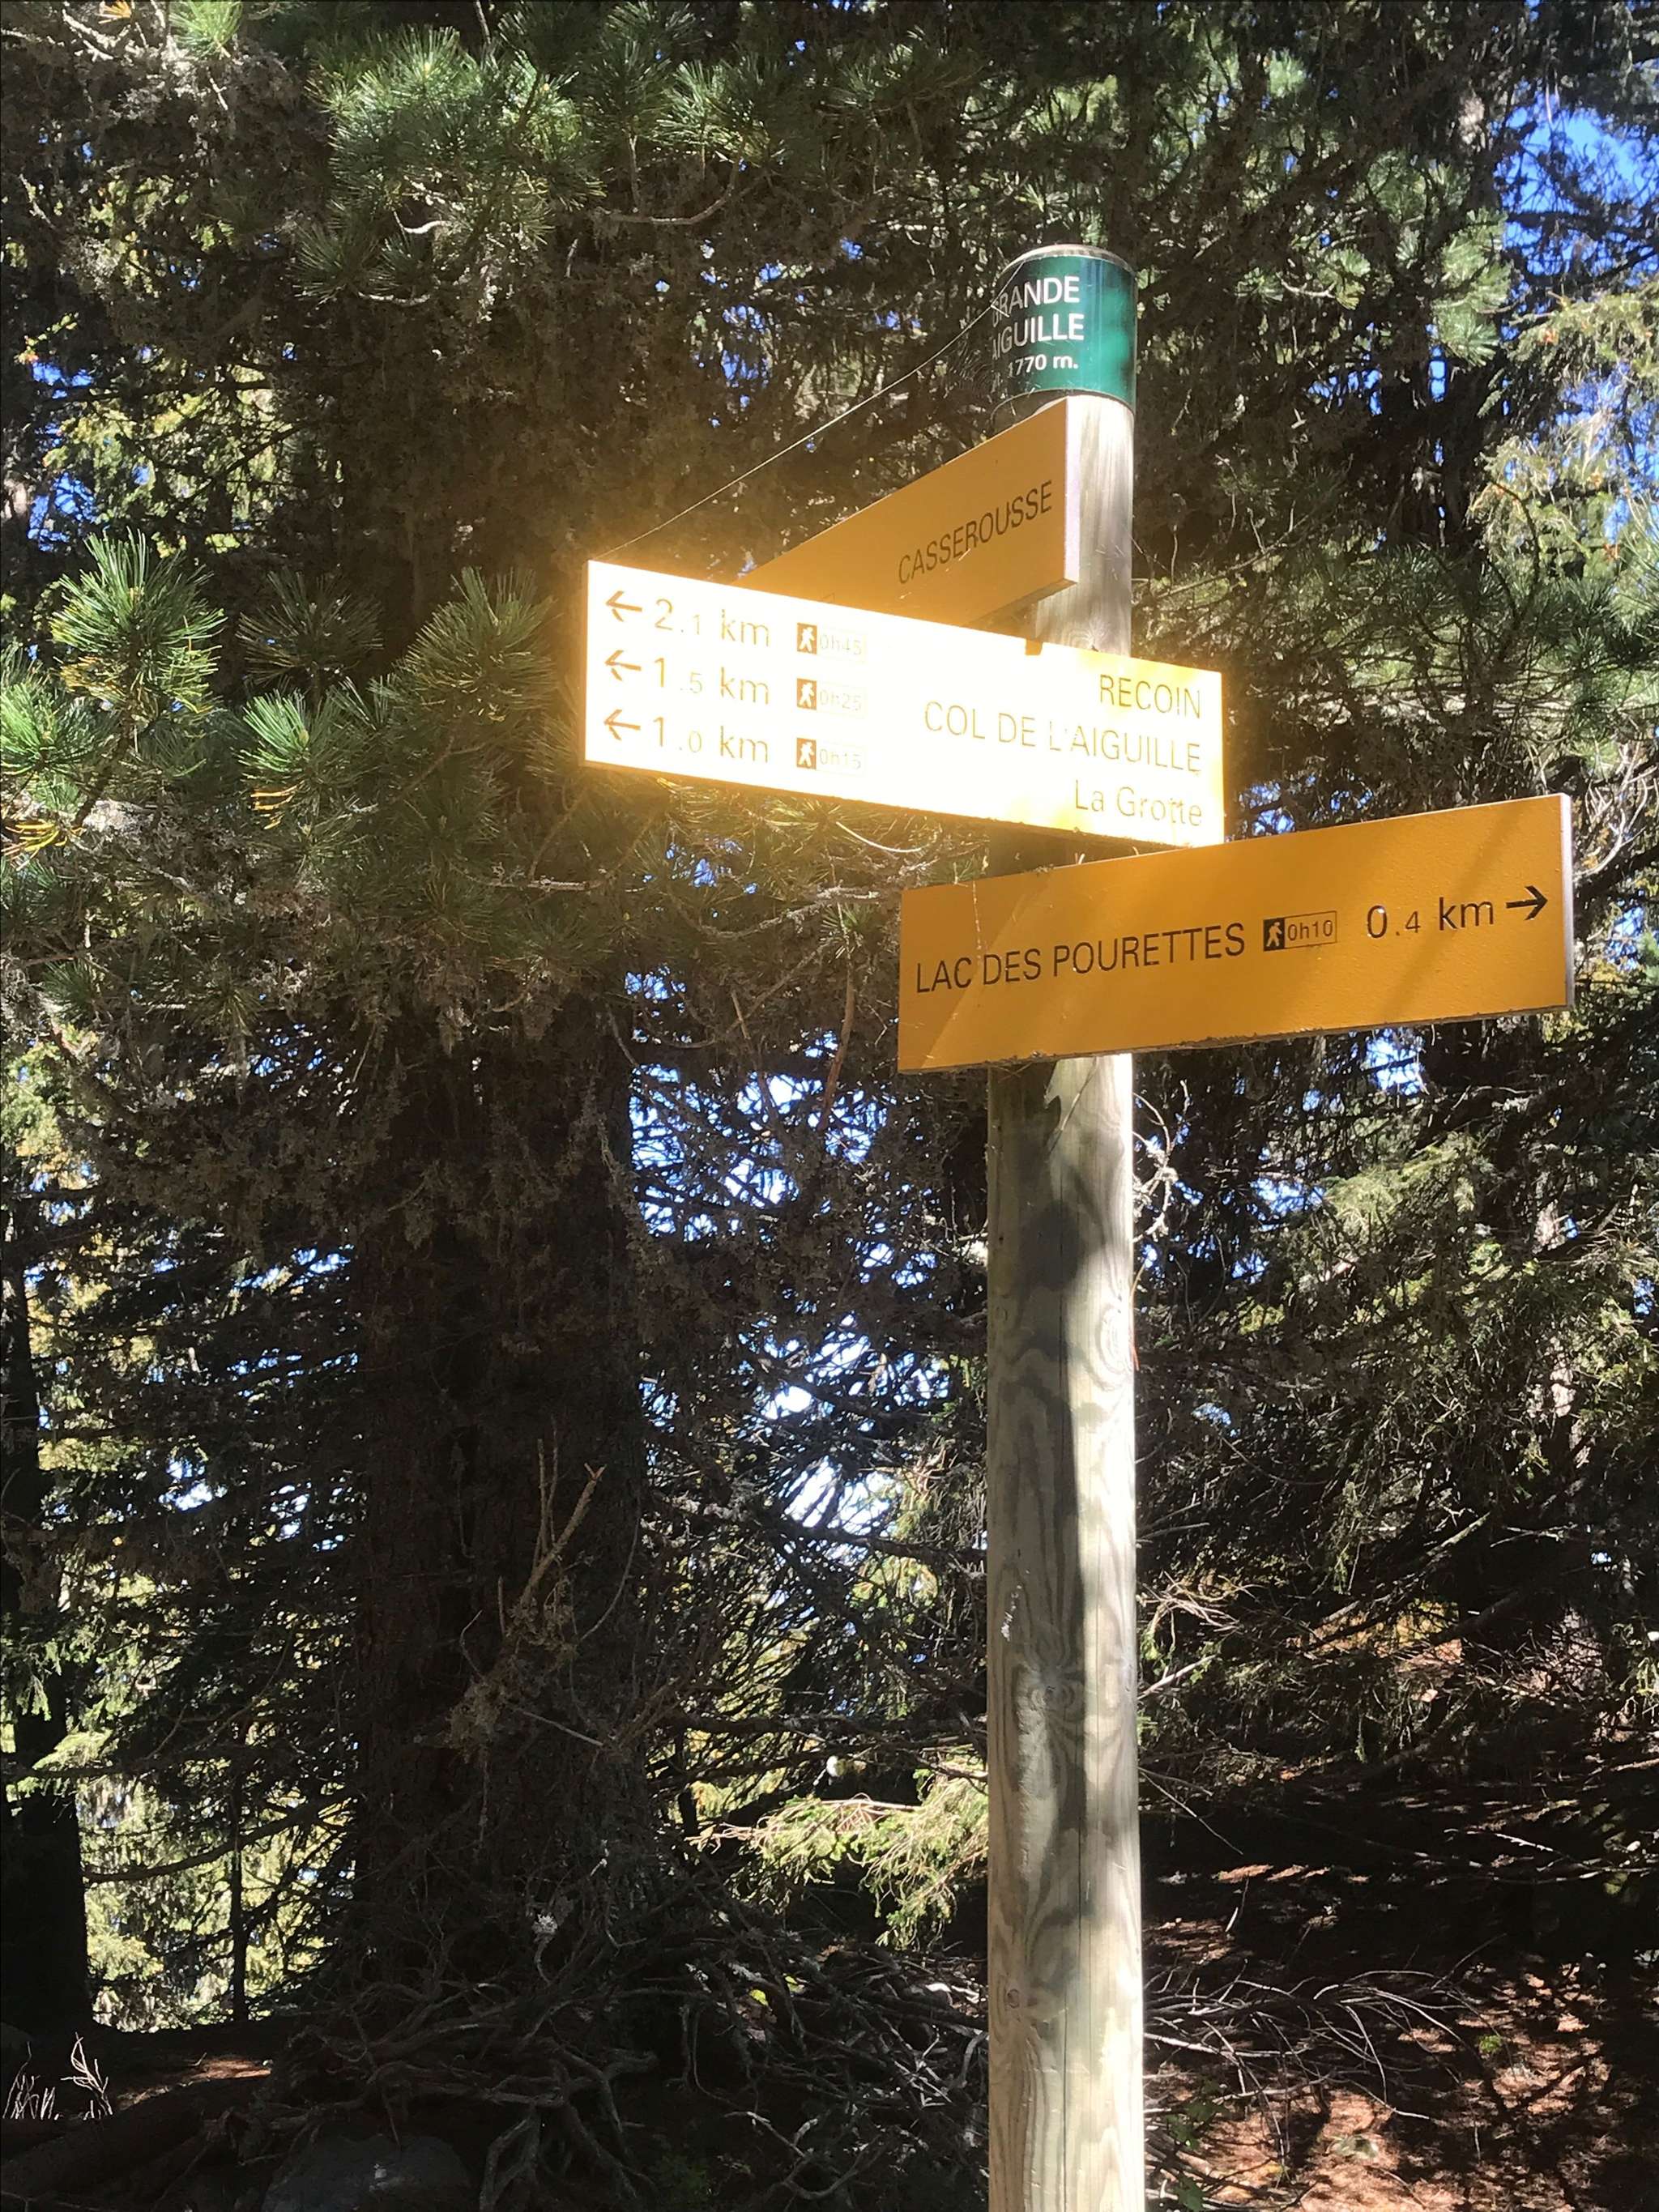 GRANDE
AIGUILLE
1770 m.
CASSEROUSSE
← 2.1 km 0h45 RECOIN
← 1.5 km 0h25 COL DE L'AIGUILLE
← 1.0 km 0h15 La Grotte
LAC DES POURETTES 0h10 0.4 km →